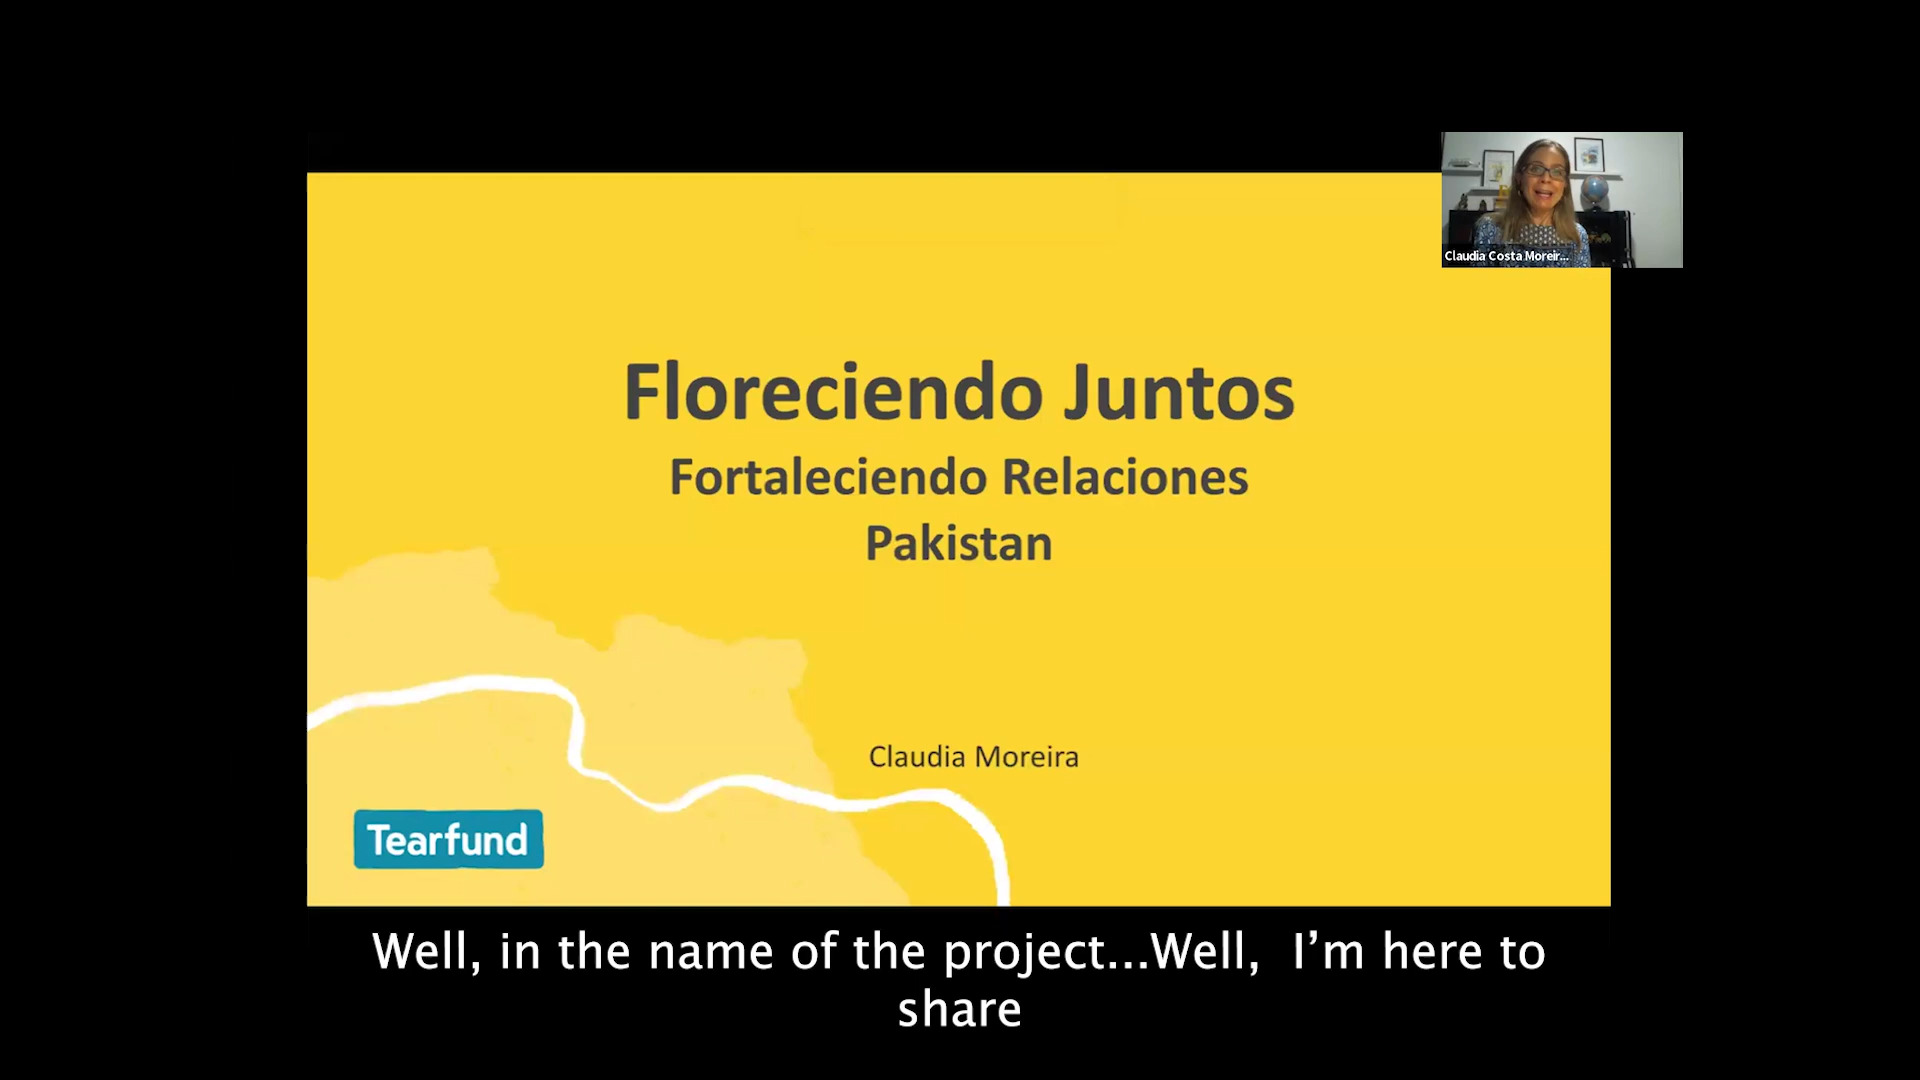 Claudia Costa Moreir...
Floreciendo Juntos
Fortaleciendo Relaciones
Pakistan
Claudia Moreira
Tearfund
Well, in the name of the project...Well,  I’m here to
share